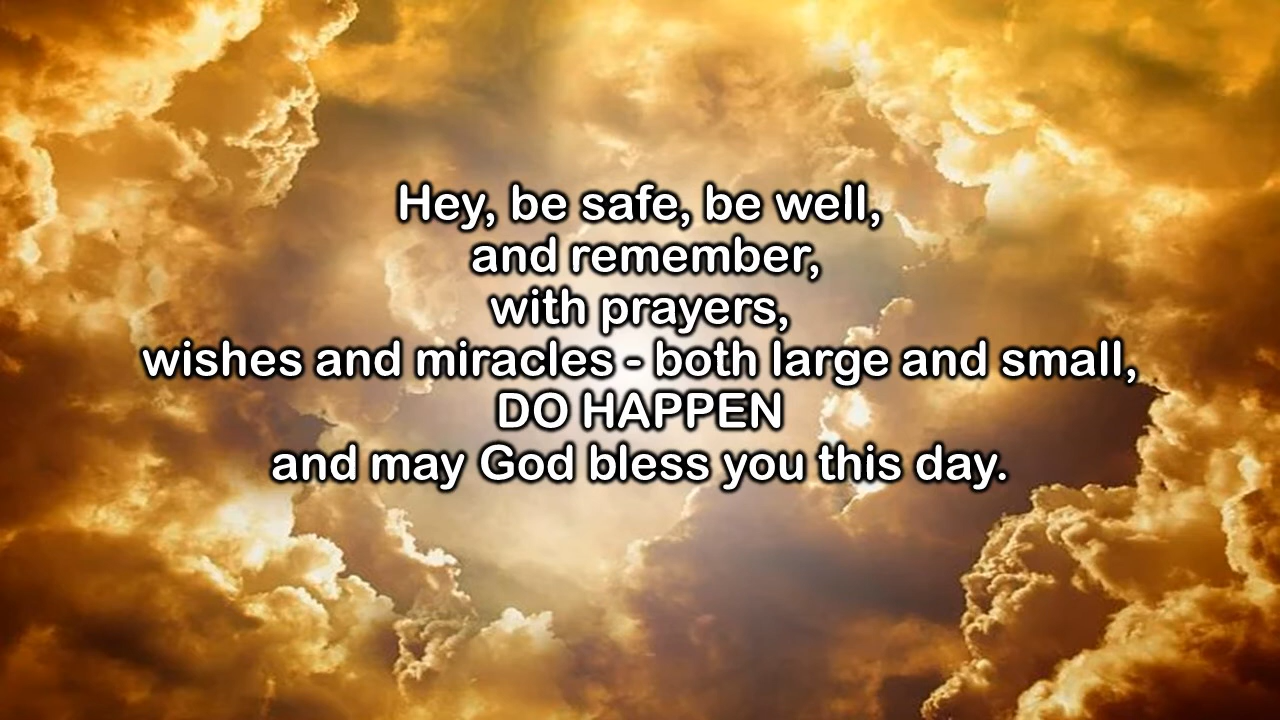 Hey, be safe, be well,
and remember,
with prayers,
wishes and miracles - both large and small,
DO HAPPEN
and may God bless you this day.